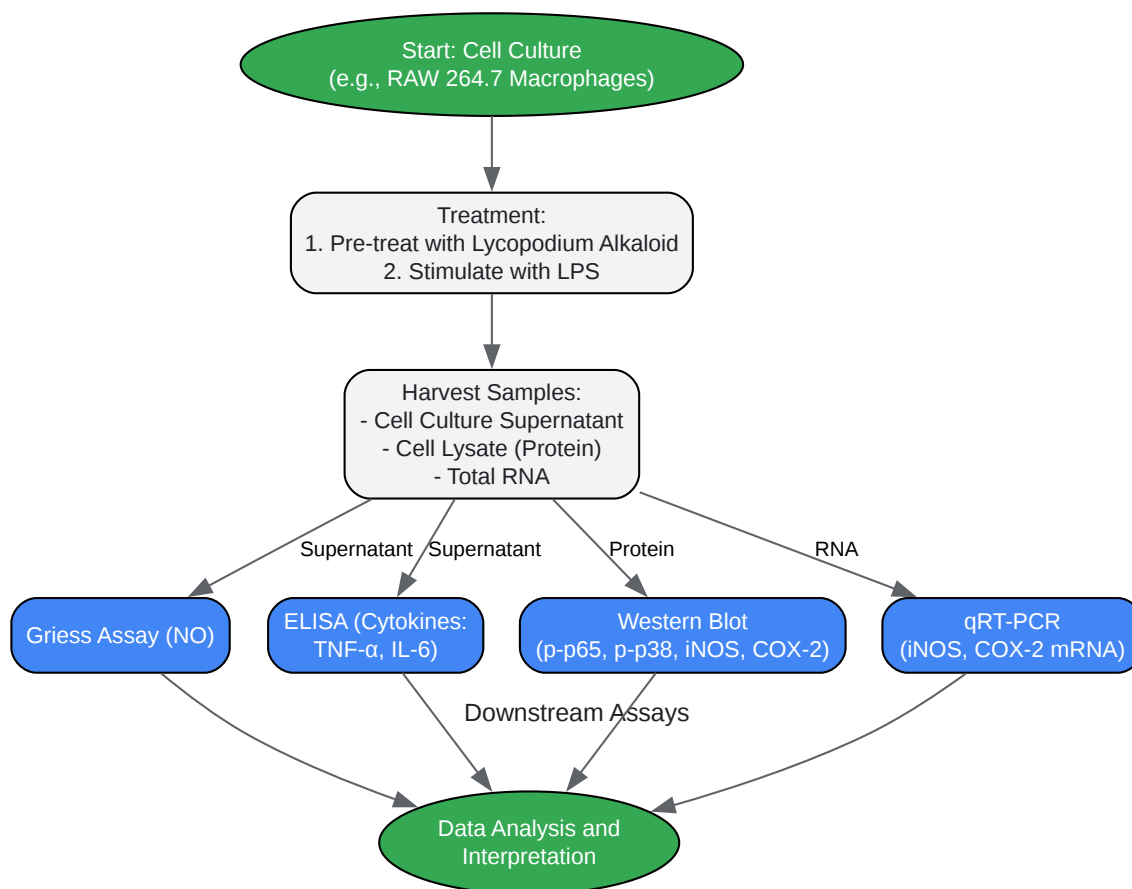 Start: Cell Culture
(e.g., RAW 264.7 Macrophages)
Treatment:
1. Pre-treat with Lycopodium Alkaloid
2. Stimulate with LPS
Harvest Samples:
- Cell Culture Supernatant
- Cell Lysate (Protein)
- Total RNA
Supernatant
Supernatant
Protein
RNA
Griess Assay (NO)
ELISA (Cytokines:
TNF-α, IL-6)
Western Blot
(p-p65, p-p38, iNOS, COX-2)
qRT-PCR
(iNOS, COX-2 mRNA)
Downstream Assays
Data Analysis and
Interpretation